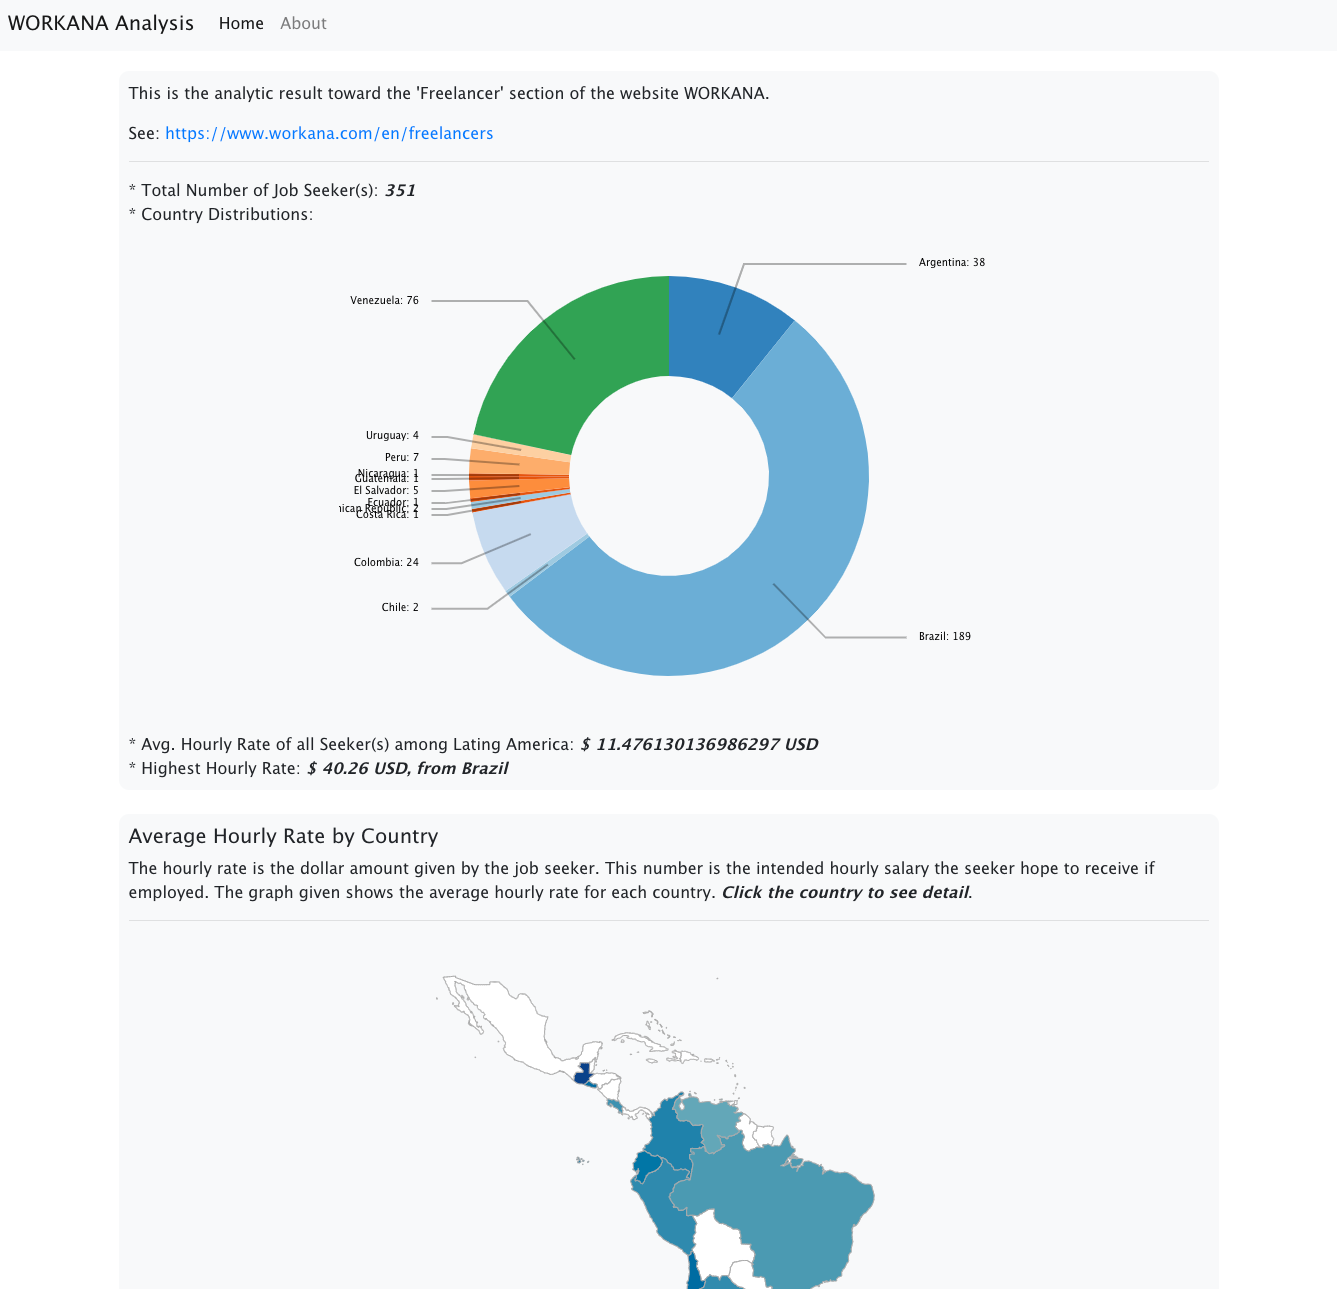 WORKANA Analysis Home About
This is the analytic result toward the 'Freelancer' section of the website WORKANA.
See: https://www.workana.com/en/freelancers
* Total Number of Job Seeker(s): 351
* Country Distributions:
Argentina: 38
Venezuela: 76
Uruguay: 4
Peru: 7
Nicaragua: 1
Guatemala: 1
El Salvador: 5
Ecuador: 1
nican Republic: 2
Costa Rica: 1
Colombia: 24
Chile: 2
Brazil: 189
* Avg. Hourly Rate of all Seeker(s) among Lating America: $ 11.476130136986297 USD
* Highest Hourly Rate: $ 40.26 USD, from Brazil
Average Hourly Rate by Country
The hourly rate is the dollar amount given by the job seeker. This number is the intended hourly salary the seeker hope to receive if
employed. The graph given shows the average hourly rate for each country. Click the country to see detail.